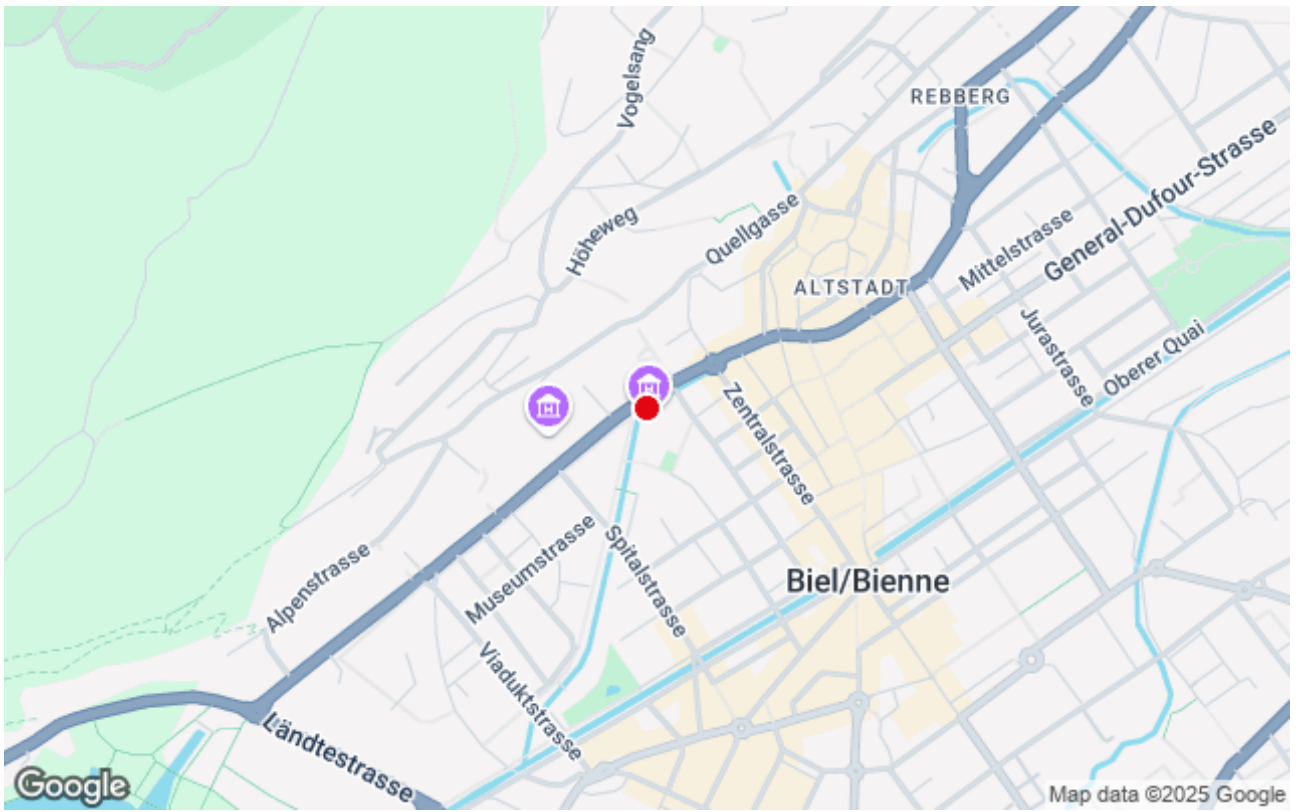 Vogelsang
REBBERG
General-Dufour-Strasse
Höheweg
Quellgasse
Mittelstrasse
ALTSTADT
Jurastrasse
Oberer Quai
Zentralstrasse
Museumstrasse
Spitalstrasse
Biel/Bienne
Alpenstrasse
Viaduktstrasse
Ländtestrasse
Google
Map data ©2025 Google